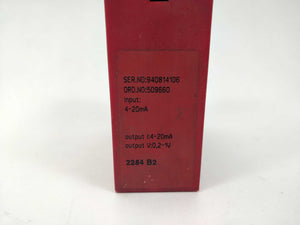 SER.NO:940814106
ORD.NO:509660
input:
4-20mA
output I:4-20mA
output V:0,2-1V
2284 B2